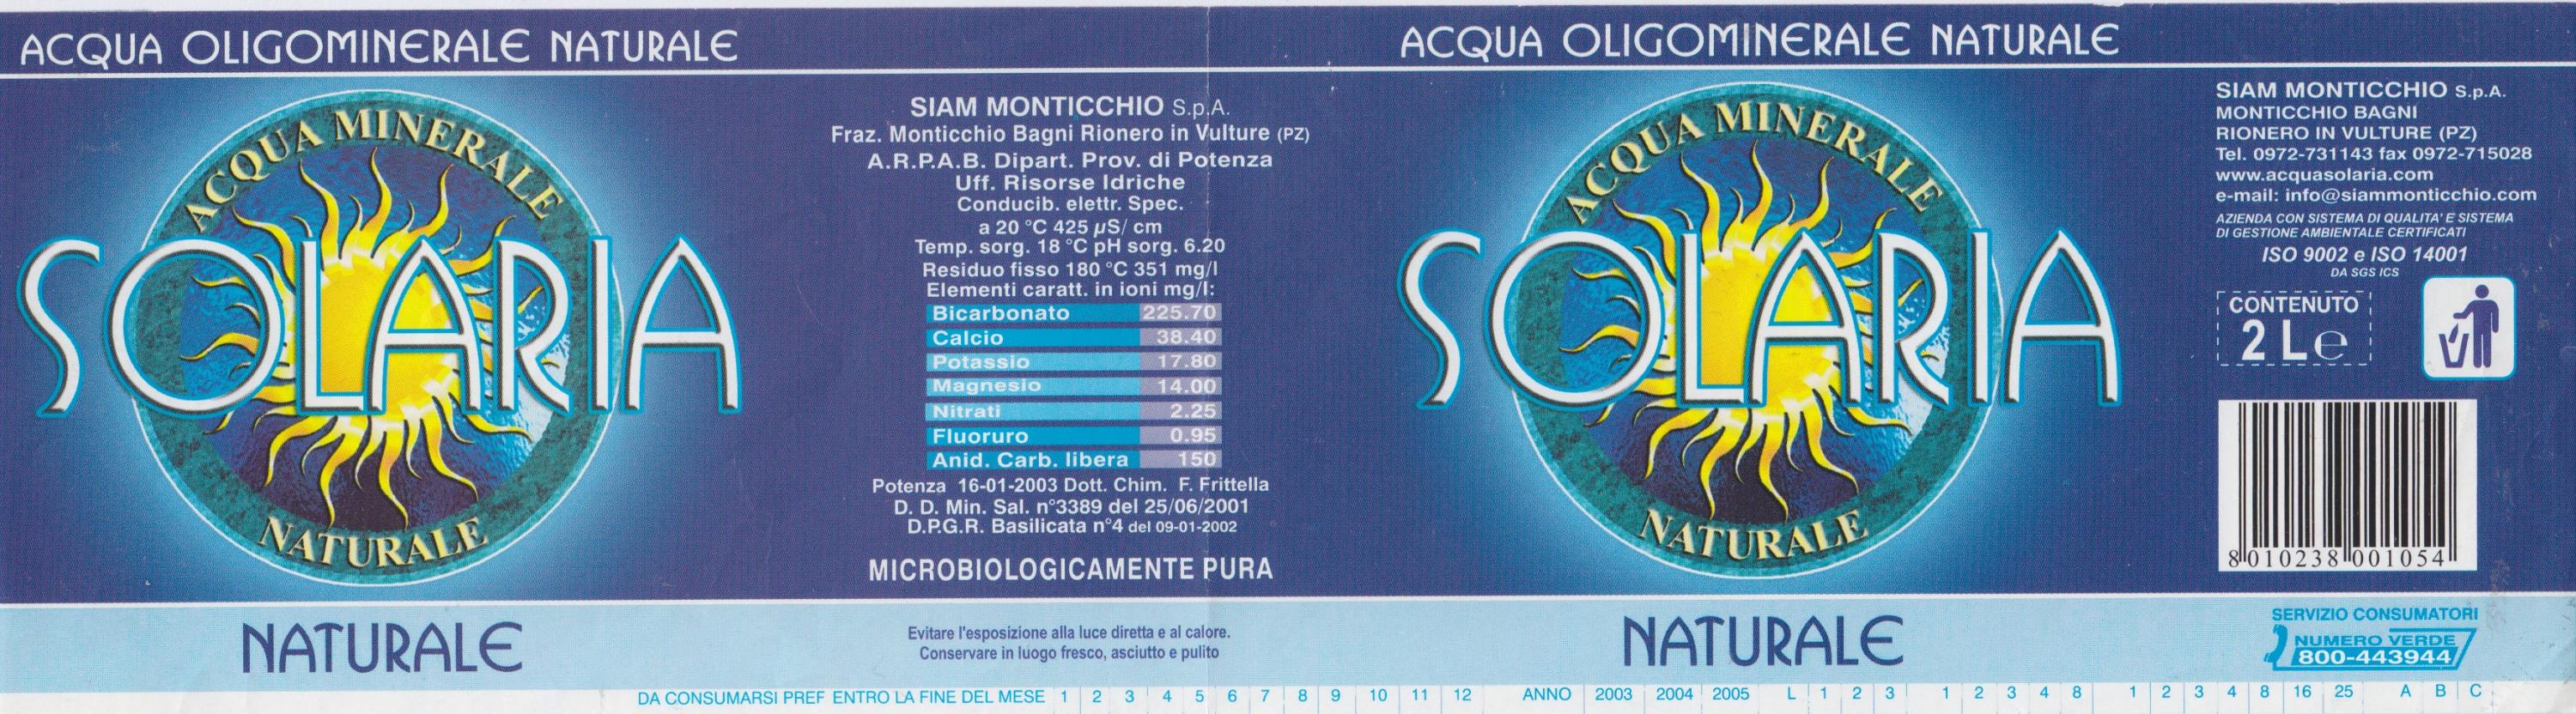 ACQUA OLIGOMINERALE NATURALE
ACQUA MINERALE
SOLARIA
NATURALE
NATURALE
SIAM MONTICCHIO S.p.A.
Fraz. Monticchio Bagni Rionero in Vulture (PZ)
A.R.P.A.B. Dipart. Prov. di Potenza
Uff. Risorse Idriche
Conducib. elettr. Spec.
a 20 °C 425 µS/ cm
Temp. sorg. 18 °C pH sorg. 6.20
Residuo fisso 180 °C 351 mg/l
Elementi caratt. in ioni mg/l:
Bicarbonato 225.70
Calcio 38.40
Potassio 17.80
Magnesio 14.00
Nitrati 2.25
Fluoruro 0.95
Anid. Carb. libera 150
Potenza 16-01-2003 Dott. Chim. F. Frittella
D. D. Min. Sal. n°3389 del 25/06/2001
D.P.G.R. Basilicata n°4 del 09-01-2002
MICROBIOLOGICAMENTE PURA
Evitare l'esposizione alla luce diretta e al calore.
Conservare in luogo fresco, asciutto e pulito
ACQUA OLIGOMINERALE NATURALE
ACQUA MINERALE
SOLARIA
NATURALE
NATURALE
SIAM MONTICCHIO S.p.A.
MONTICCHIO BAGNI
RIONERO IN VULTURE (PZ)
Tel. 0972-731143 fax 0972-715028
www.acquasolaria.com
e-mail: info@siammonticchio.com
AZIENDA CON SISTEMA DI QUALITA' E SISTEMA
DI GESTIONE AMBIENTALE CERTIFICATI
ISO 9002 e ISO 14001
DA SGS ICS
CONTENUTO
2 L e
8 010238 001054
SERVIZIO CONSUMATORI
NUMERO VERDE
800-443944
DA CONSUMARSI PREF ENTRO LA FINE DEL MESE 1 2 3 4 5 6 7 8 9 10 11 12 ANNO 2003 2004 2005 L 1 2 3 1 2 3 4 8 1 2 3 4 8 16 25 A B C